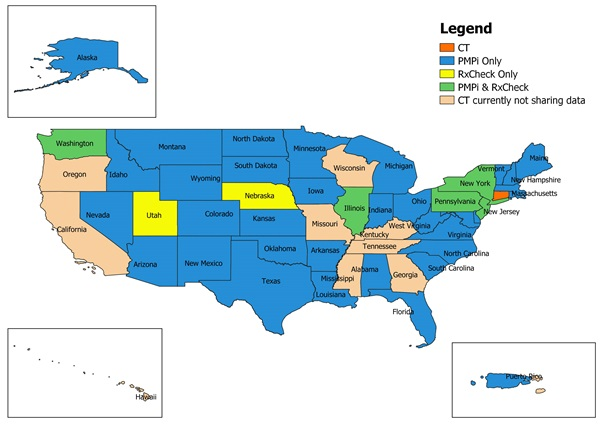 Legend
CT
PMPi Only
RxCheck Only
PMPi & RxCheck
CT currently not sharing data
Alaska
Washington
Montana
North Dakota
Minnesota
Michigan
Maine
Vermont
New Hampshire
Massachusetts
Oregon
Idaho
Wyoming
South Dakota
Wisconsin
New York
Nebraska
Iowa
Illinois
Indiana
Ohio
Pennsylvania
New Jersey
Nevada
Utah
Colorado
Kansas
Missouri
Kentucky
West Virginia
Virginia
California
Arizona
New Mexico
Oklahoma
Arkansas
Tennessee
North Carolina
South Carolina
Texas
Louisiana
Mississippi
Alabama
Georgia
Florida
Hawaii
Puerto Rico